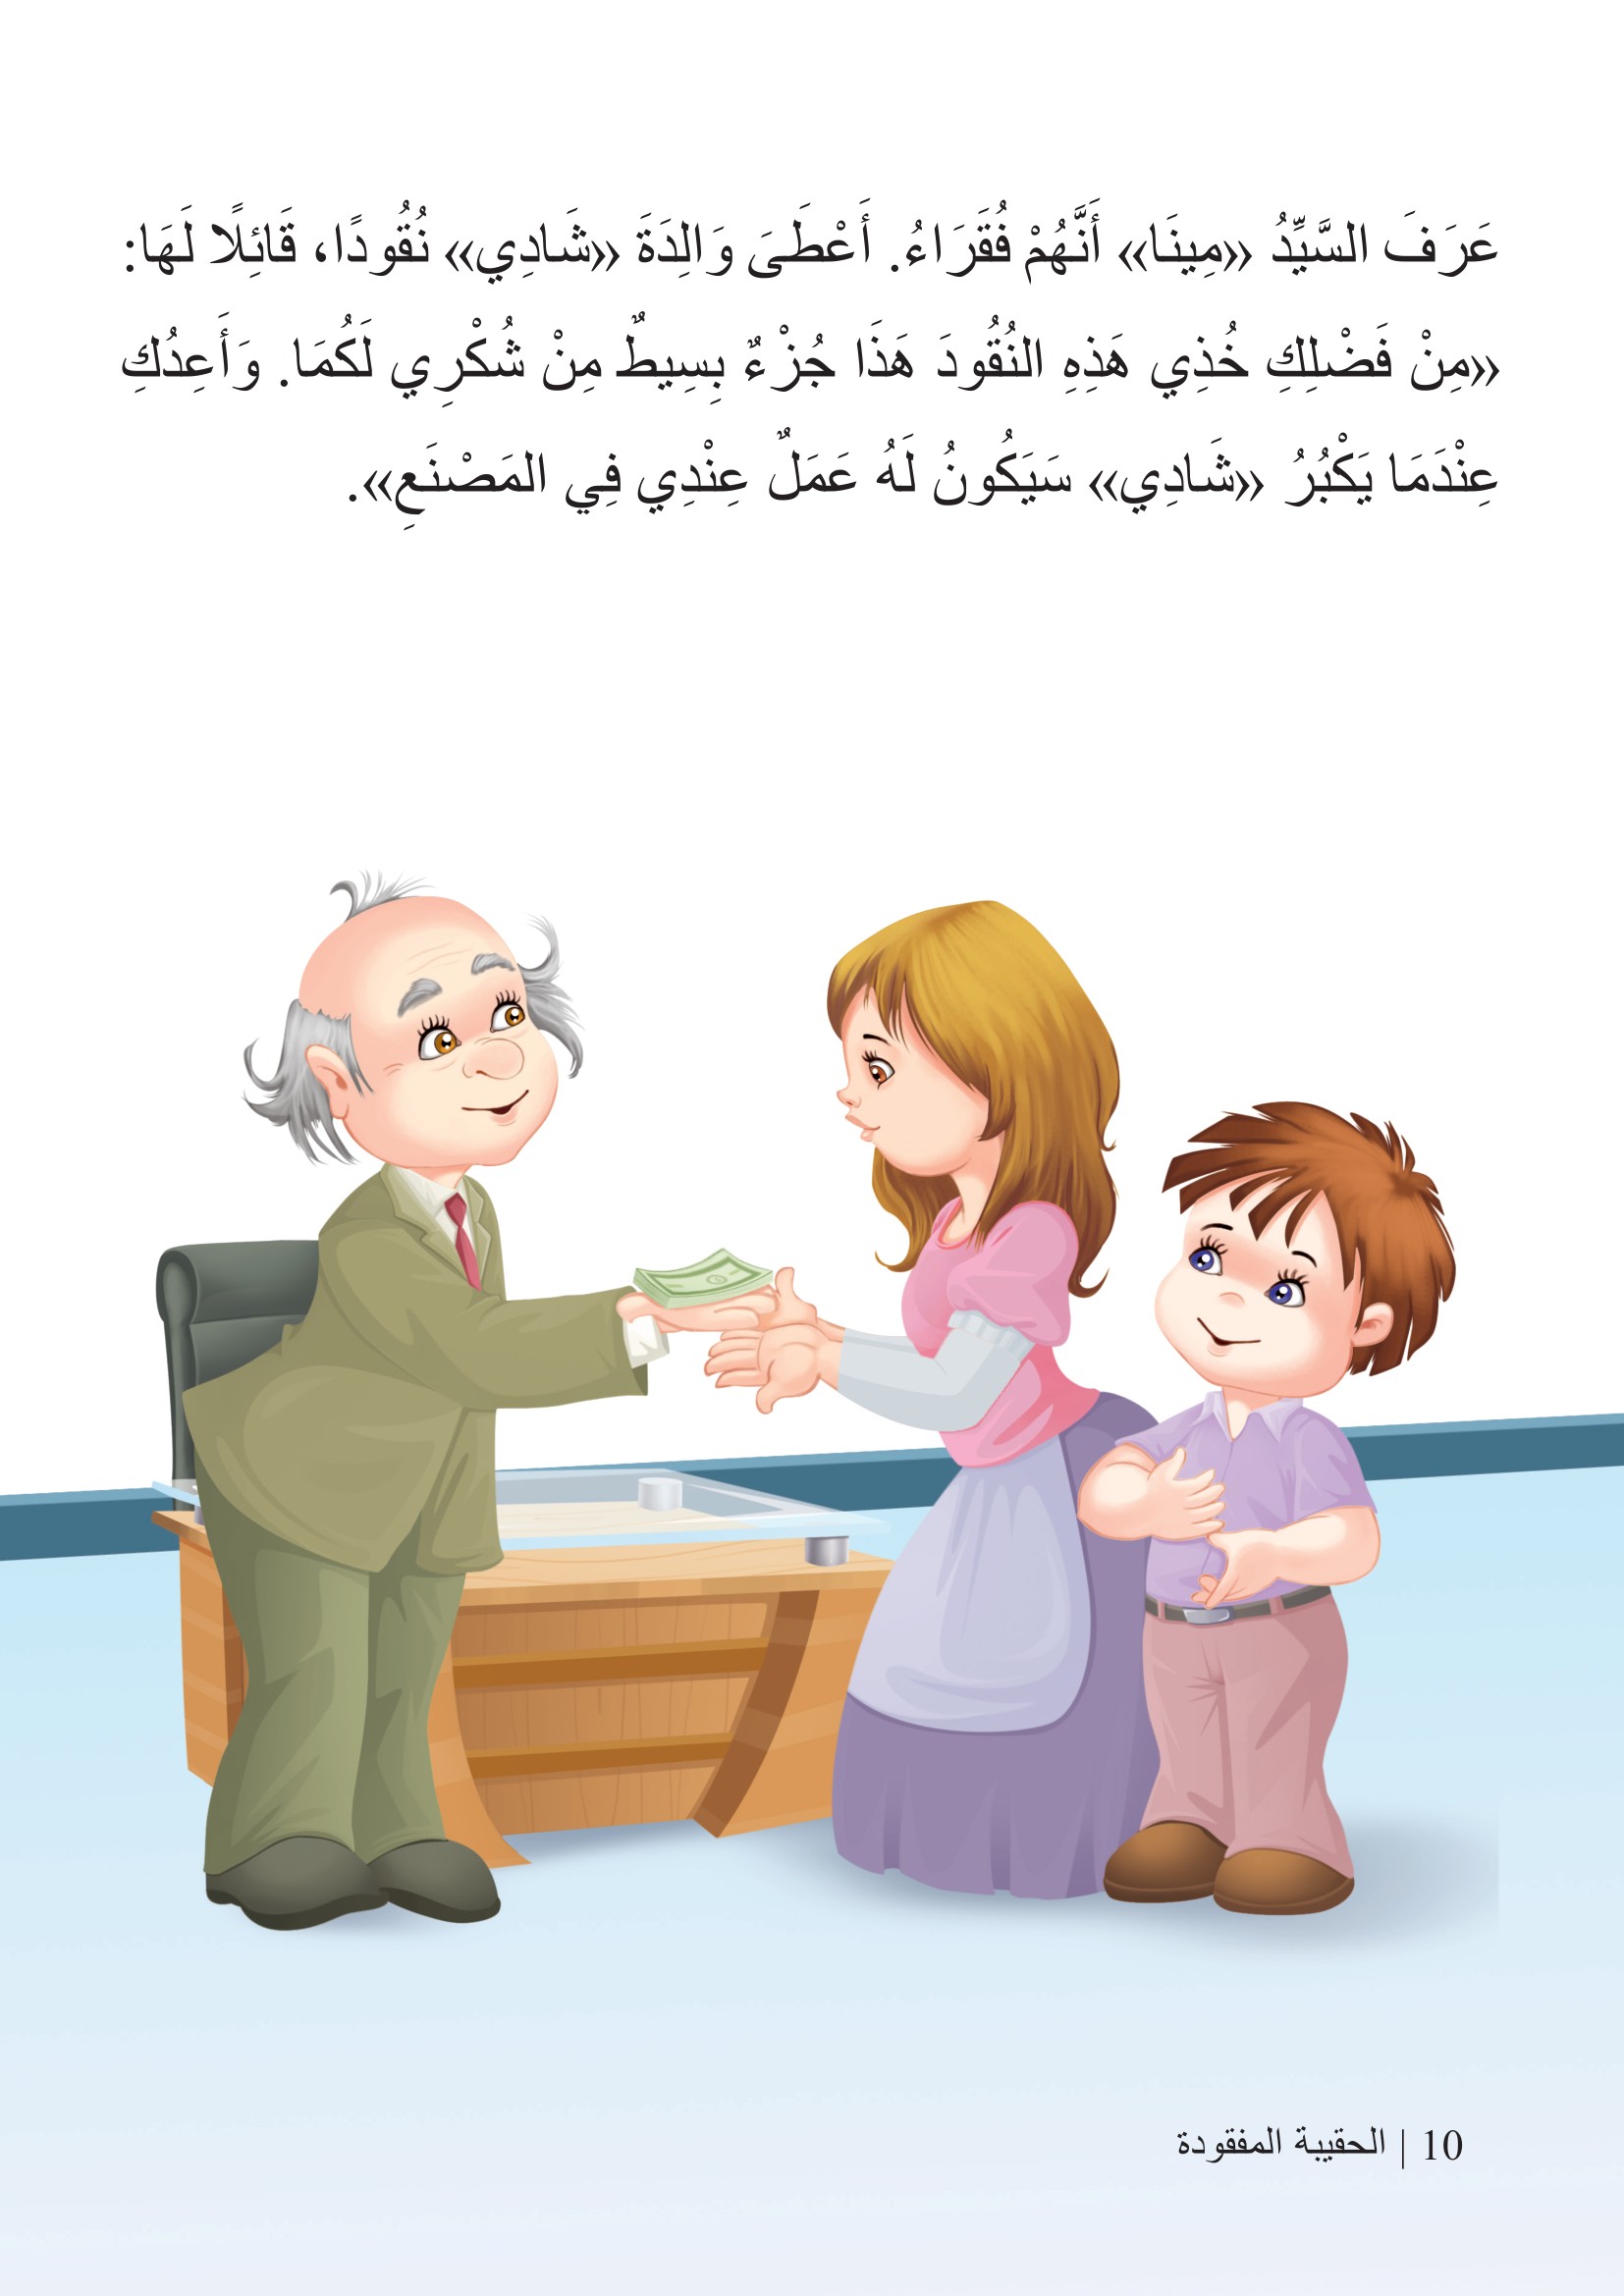 عَرَفَ السَّيِّدُ «مِينَا» أَنَّهُمْ فُقَرَاءُ. أَعْطَىَ وَالِدَةَ «شَادِي» نُقُودًا، قَائِلًا لَهَا:
«مِنْ فَضْلِكِ خُذِي هَذِهِ النُقُودَ هَذَا جُزْءٌ بِسِيطٌ مِنْ شُكْرِي لَكُمَا. وَأَعِدُكِ
عِنْدَمَا يَكْبُرُ «شَادِي» سَيَكُونُ لَهُ عَمَلٌ عِنْدِي فِي المَصْنَعِ».
10 | الحقيبة المفقودة